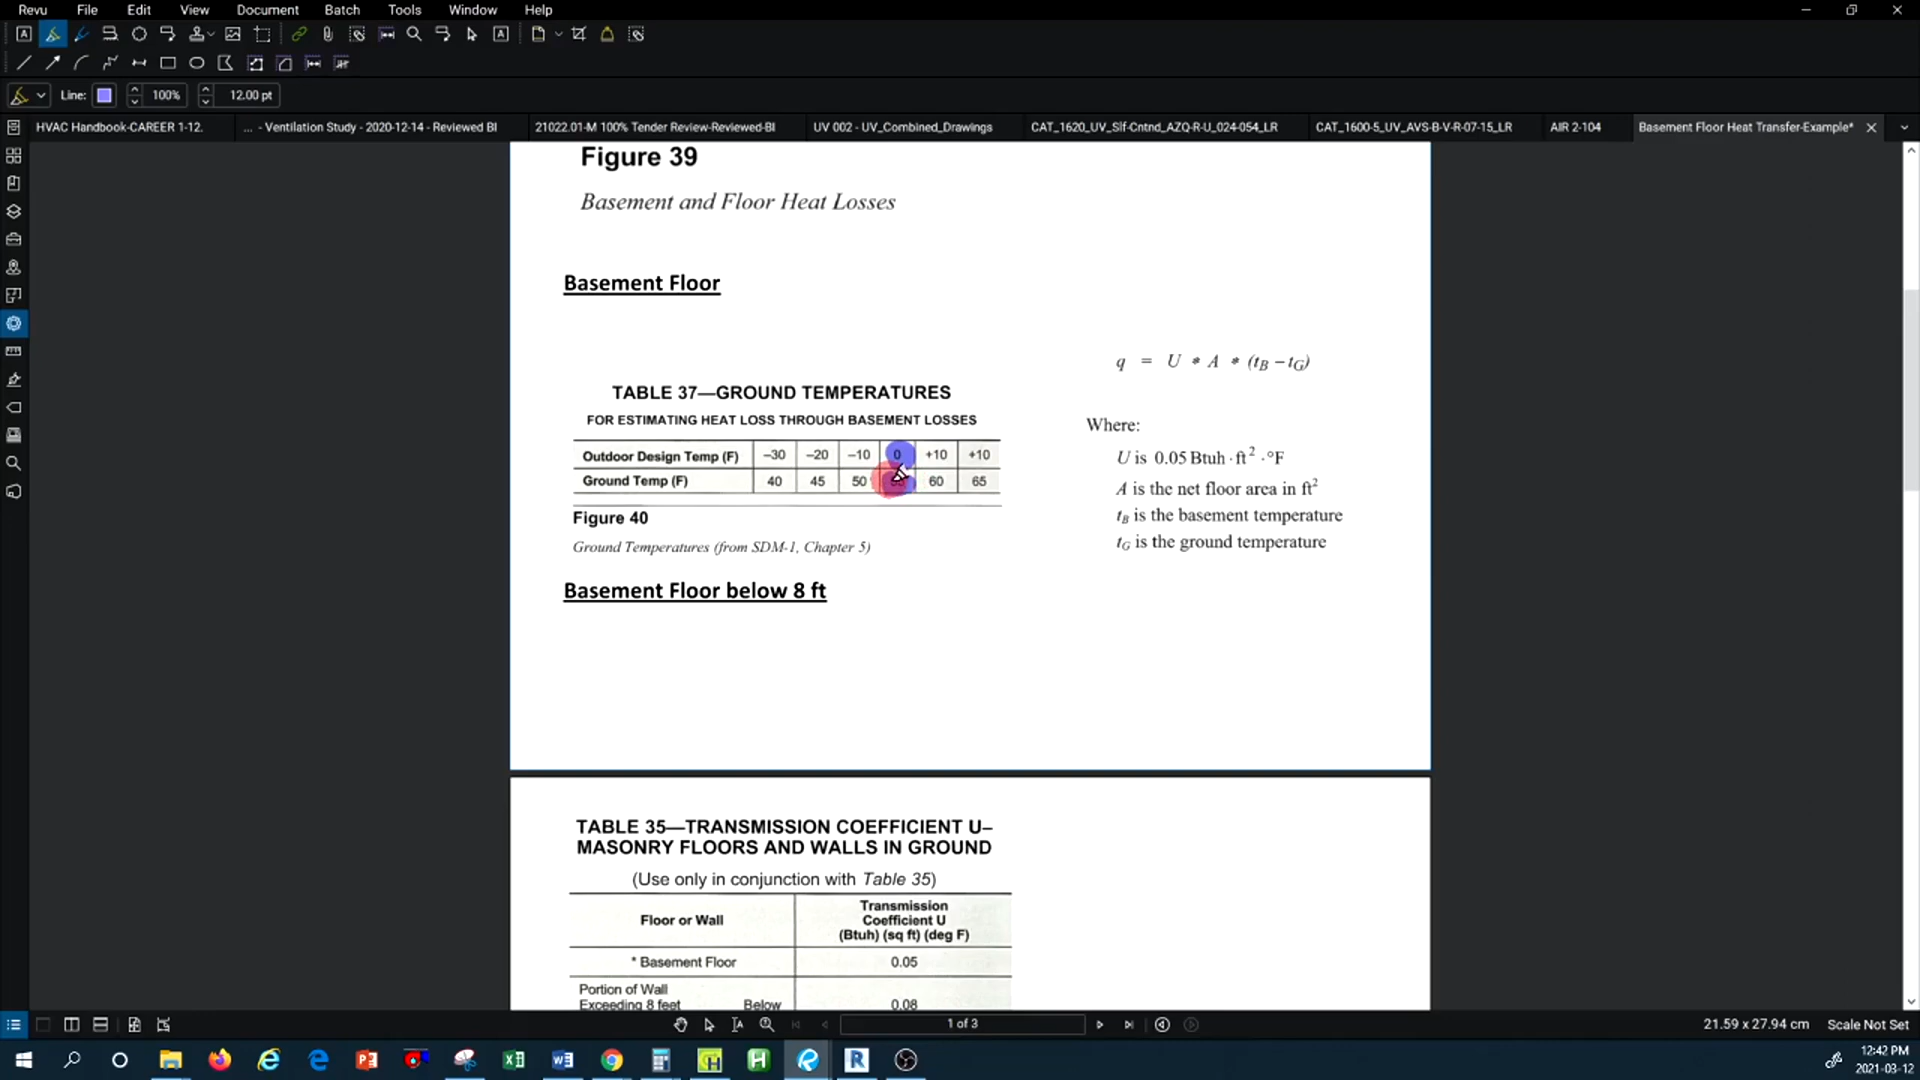 Revu File Edit View Document Batch Tools Window Help
Line: 100% 12.00 pt
HVAC Handbook-CAREER 1-12. ... - Ventilation Study - 2020-12-14 - Reviewed BI 21022.01-M 100% Tender Review-Reviewed-BI UV 002 - UV_Combined_Drawings CAT_1620_UV_Slf-Cntnd_AZQ-R-U_024-054_LR CAT_1600-5_UV_AVS-B-V-R-07-15_LR AIR 2-104 Basement Floor Heat Transfer-Example*
Figure 39
Basement and Floor Heat Losses
Basement Floor
q = U * A * (tB – tG)
TABLE 37—GROUND TEMPERATURES
FOR ESTIMATING HEAT LOSS THROUGH BASEMENT LOSSES
Outdoor Design Temp (F) –30 –20 –10 0 +10 +10
Ground Temp (F) 40 45 50 60 65
Figure 40
Ground Temperatures (from SDM-1, Chapter 5)
Where:
U is 0.05 Btuh · ft² · °F
A is the net floor area in ft²
tB is the basement temperature
tG is the ground temperature
Basement Floor below 8 ft
TABLE 35—TRANSMISSION COEFFICIENT U–
MASONRY FLOORS AND WALLS IN GROUND
(Use only in conjunction with Table 35)
Floor or Wall
Transmission
Coefficient U
(Btuh) (sq ft) (deg F)
* Basement Floor 0.05
Portion of Wall
Exceeding 8 feet Below 0.08
1 of 3
21.59 x 27.94 cm Scale Not Set
12:42 PM
2021-03-12